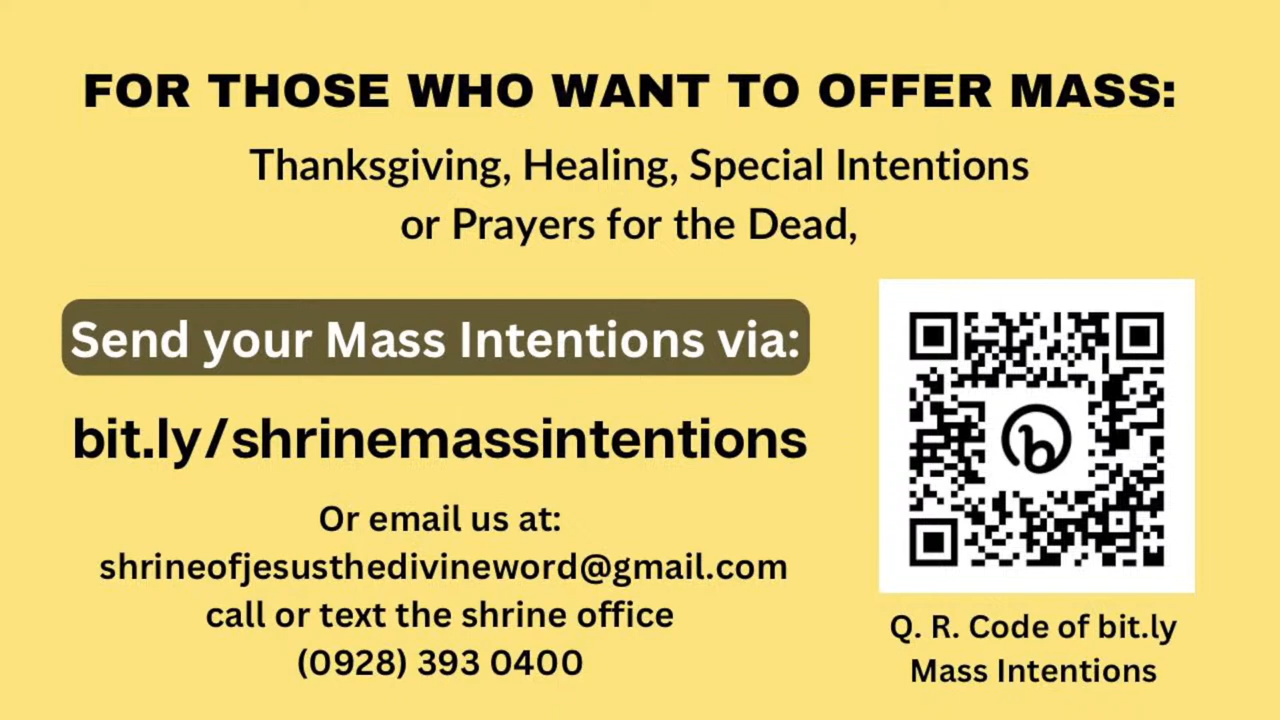 FOR THOSE WHO WANT TO OFFER MASS:
Thanksgiving, Healing, Special Intentions
or Prayers for the Dead,
Send your Mass Intentions via:
bit.ly/shrinemassintentions
Or email us at:
shrineofjesusthedivineword@gmail.com
call or text the shrine office
(0928) 393 0400
Q. R. Code of bit.ly
Mass Intentions